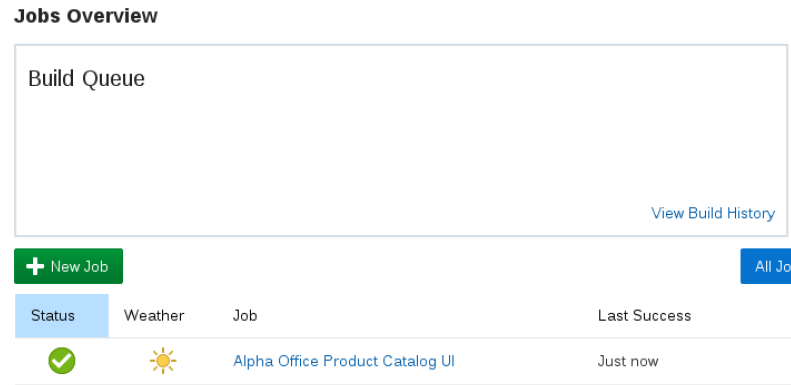 Jobs Overview
Build Queue
View Build History
New Job
All Jo
Status Weather Job Last Success
Alpha Office Product Catalog UI Just now